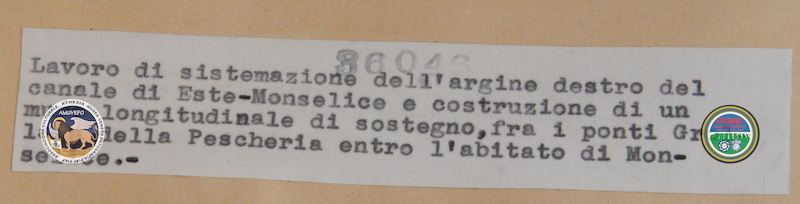 Lavoro di sistemazione dell'argine destro del
canale di Este-Monselice e costruzione di un
longitudinale di sostegno,fra i ponti
della Pescheria entro l'abitato di Mon-
AMUVEFO